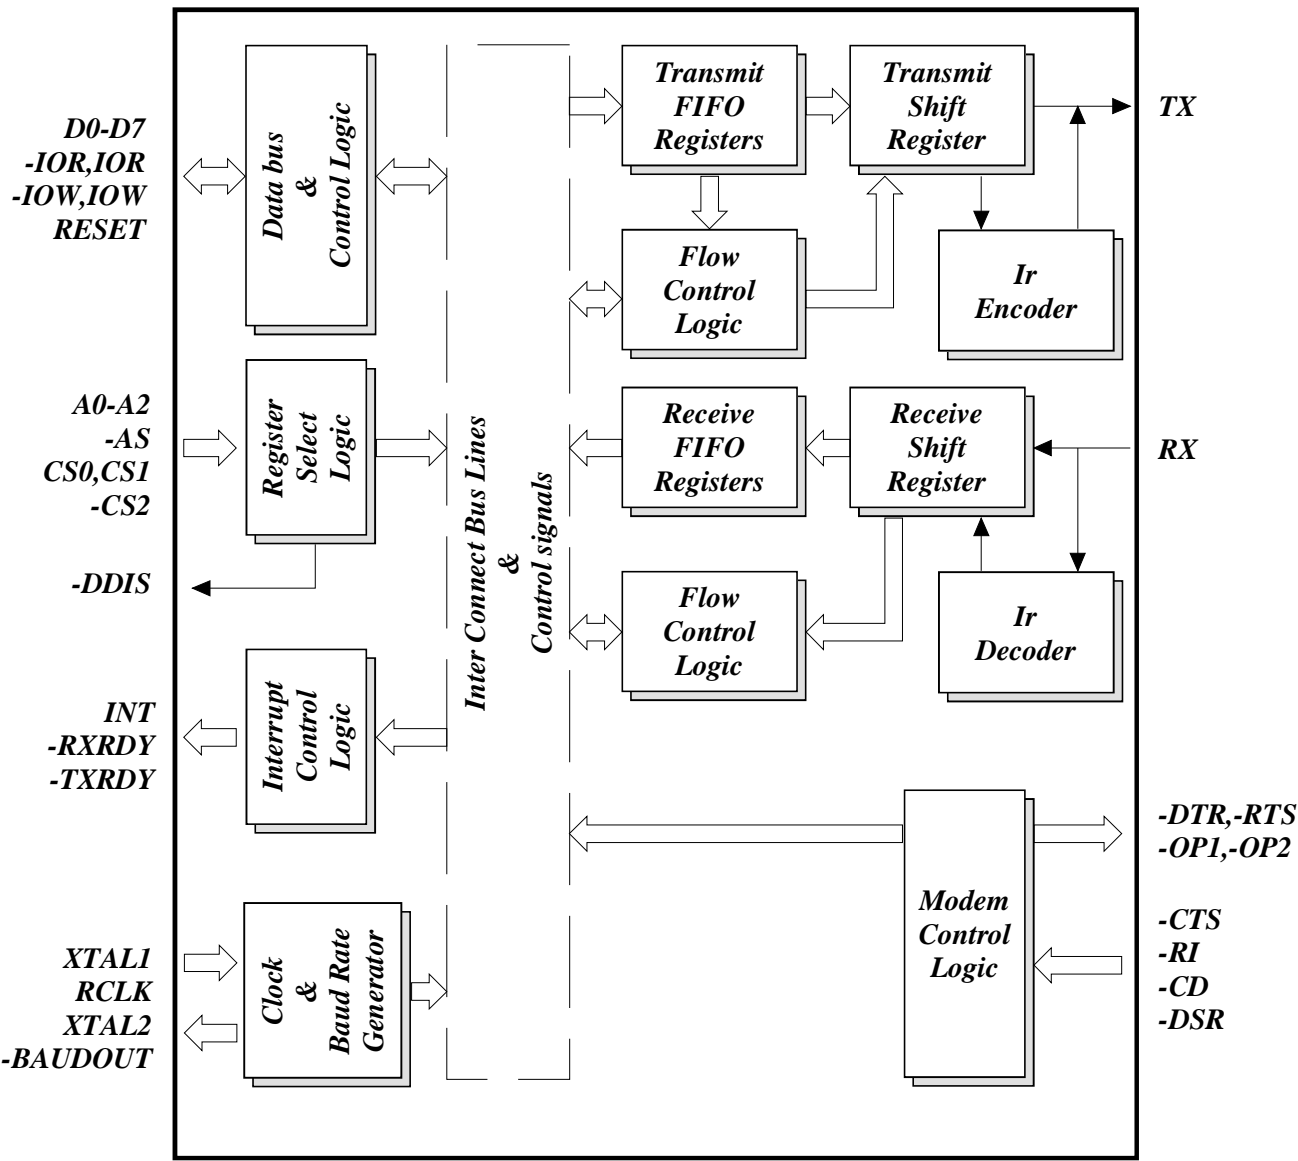 D0-D7
-IOR,IOR
-IOW,IOW
RESET
Data bus
&
Control Logic
A0-A2
-AS
CS0,CS1
-CS2
Register
Select
Logic
-DDIS
INT
-RXRDY
-TXRDY
Interrupt
Control
Logic
XTAL1
RCLK
XTAL2
-BAUDOUT
Clock
&
Baud Rate
Generator
Inter Connect Bus Lines
&
Control signals
Transmit
FIFO
Registers
Transmit
Shift
Register
TX
Flow
Control
Logic
Ir
Encoder
Receive
FIFO
Registers
Receive
Shift
Register
RX
Flow
Control
Logic
Ir
Decoder
Modem
Control
Logic
-DTR,-RTS
-OP1,-OP2
-CTS
-RI
-CD
-DSR